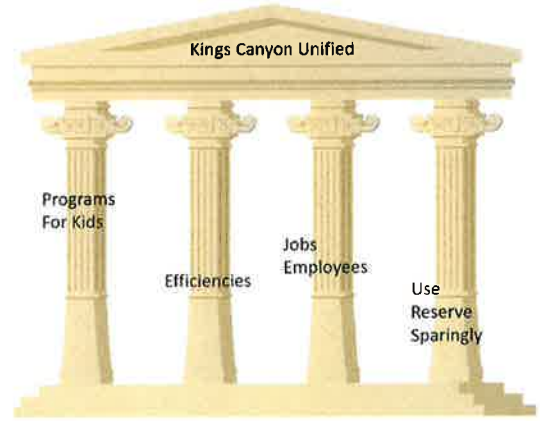 Kings Canyon Unified
Programs
For Kids
Efficiencies
Jobs
Employees
Use
Reserve
Sparingly